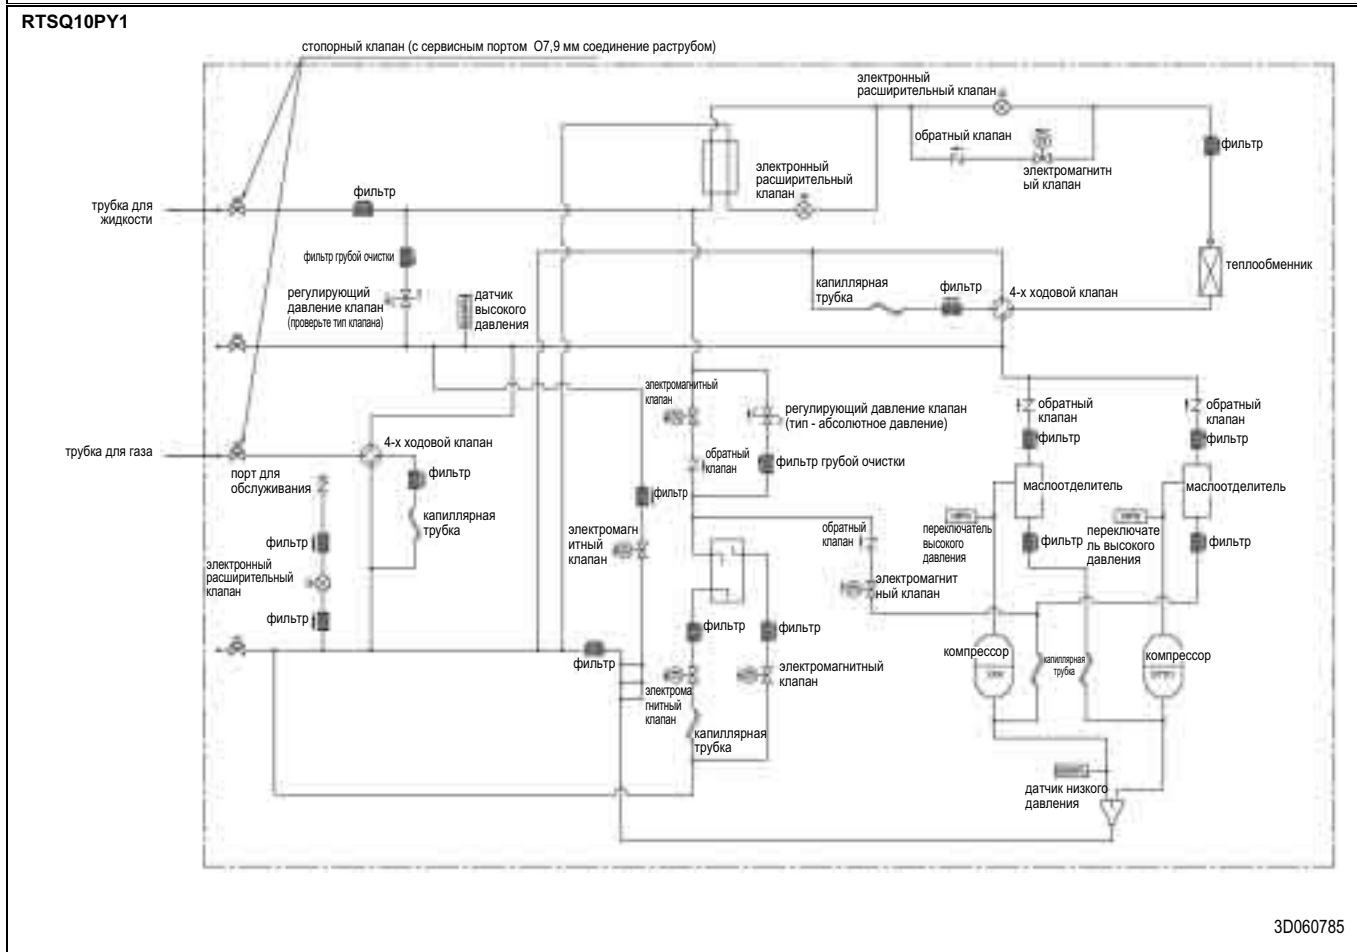 RTSQ10PY1
стопорный клапан (с сервисным портом O7,9 мм соединение раструбом)
электронный
расширительный клапан
обратный клапан
фильтр
электромагнитн
ый клапан
электронный
расширительный
клапан
фильтр
трубка для
жидкости
фильтр грубой очистки
регулирующий
давление клапан
(проверьте тип клапана)
датчик
высокого
давления
капиллярная
трубка
фильтр
4-х ходовой клапан
теплообменник
электромагнитный
клапан
регулирующий давление клапан
(тип - абсолютное давление)
обратный
клапан
обратный
клапан
фильтр
фильтр
трубка для газа
4-х ходовой клапан
порт для
обслуживания
фильтр
капиллярная
трубка
обратный
клапан
фильтр грубой очистки
фильтр
маслоотделитель
маслоотделитель
фильтр
электромагн
итный
клапан
обратный
клапан
переключатель
высокого
давления
фильтр
переключате
ль высокого
давления
фильтр
электронный
расширительный
клапан
электромагнит
ный клапан
фильтр
фильтр
фильтр
фильтр
компрессор
капиллярная
трубка
компрессор
электрома
гнитный
клапан
электромагнитный
клапан
капиллярная
трубка
датчик низкого
давления
3D060785